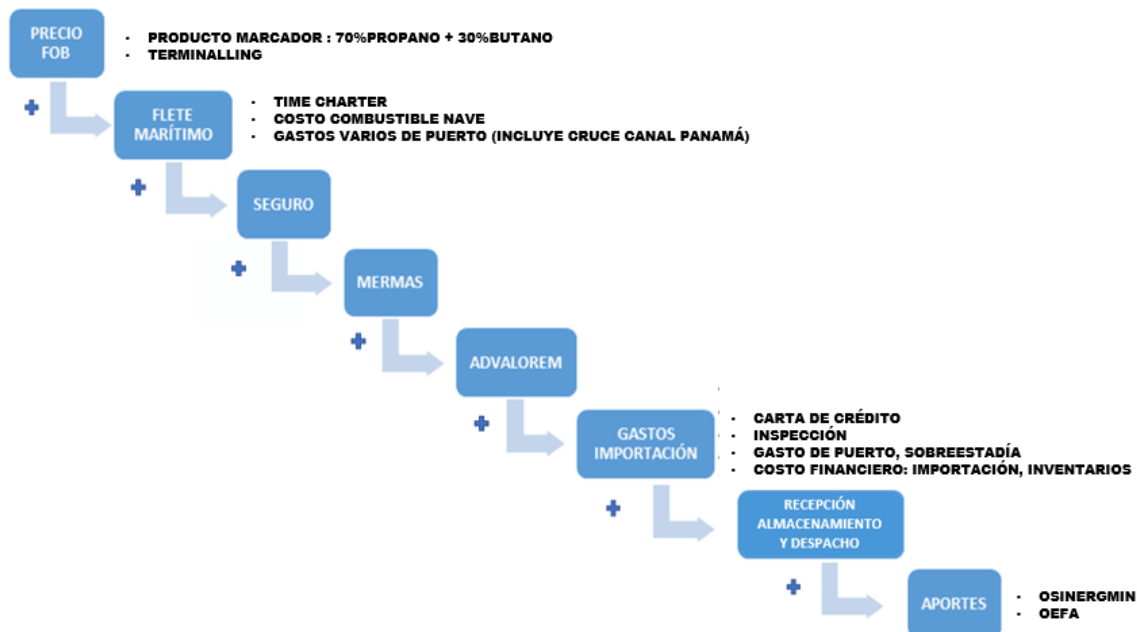 PRECIO
FOB
· PRODUCTO MARCADOR : 70%PROPANO + 30%BUTANO
· TERMINALLING
FLETE
MARÍTIMO
· TIME CHARTER
· COSTO COMBUSTIBLE NAVE
· GASTOS VARIOS DE PUERTO (INCLUYE CRUCE CANAL PANAMÁ)
SEGURO
MERMAS
ADVALOREM
GASTOS
IMPORTACIÓN
· CARTA DE CRÉDITO
· INSPECCIÓN
· GASTO DE PUERTO, SOBREESTADÍA
· COSTO FINANCIERO: IMPORTACIÓN, INVENTARIOS
RECEPCIÓN
ALMACENAMIENTO
Y DESPACHO
APORTES
· OSINERGMIN
· OEFA